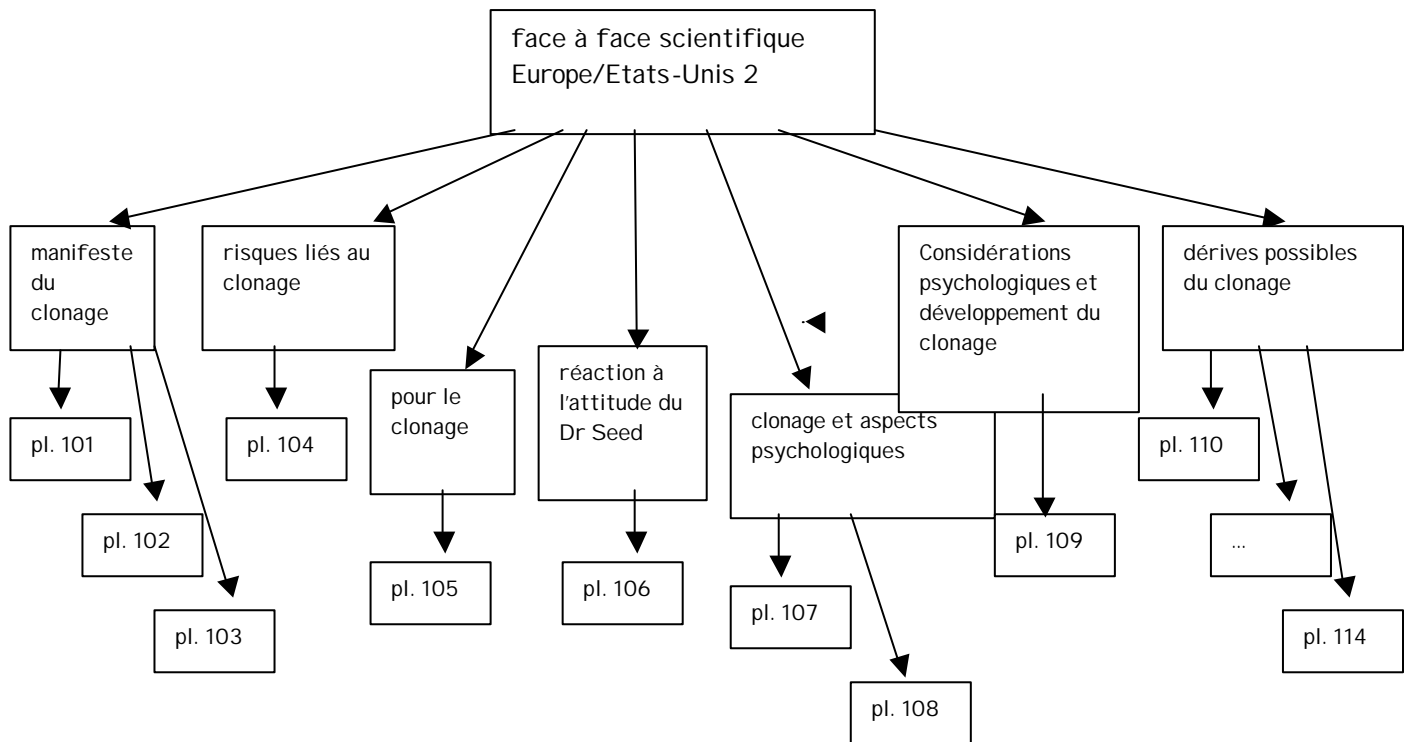 face à face scientifique
Europe/Etats-Unis 2
manifeste
du
clonage
risques liés au
clonage
Considérations
psychologiques et
développement du
clonage
dérives possibles
du clonage
pour le
clonage
réaction à
l'attitude du
Dr Seed
clonage et aspects
psychologiques
pl. 101
pl. 104
pl. 110
pl. 102
pl. 109
...
pl. 105
pl. 106
pl. 107
pl. 103
pl. 114
pl. 108